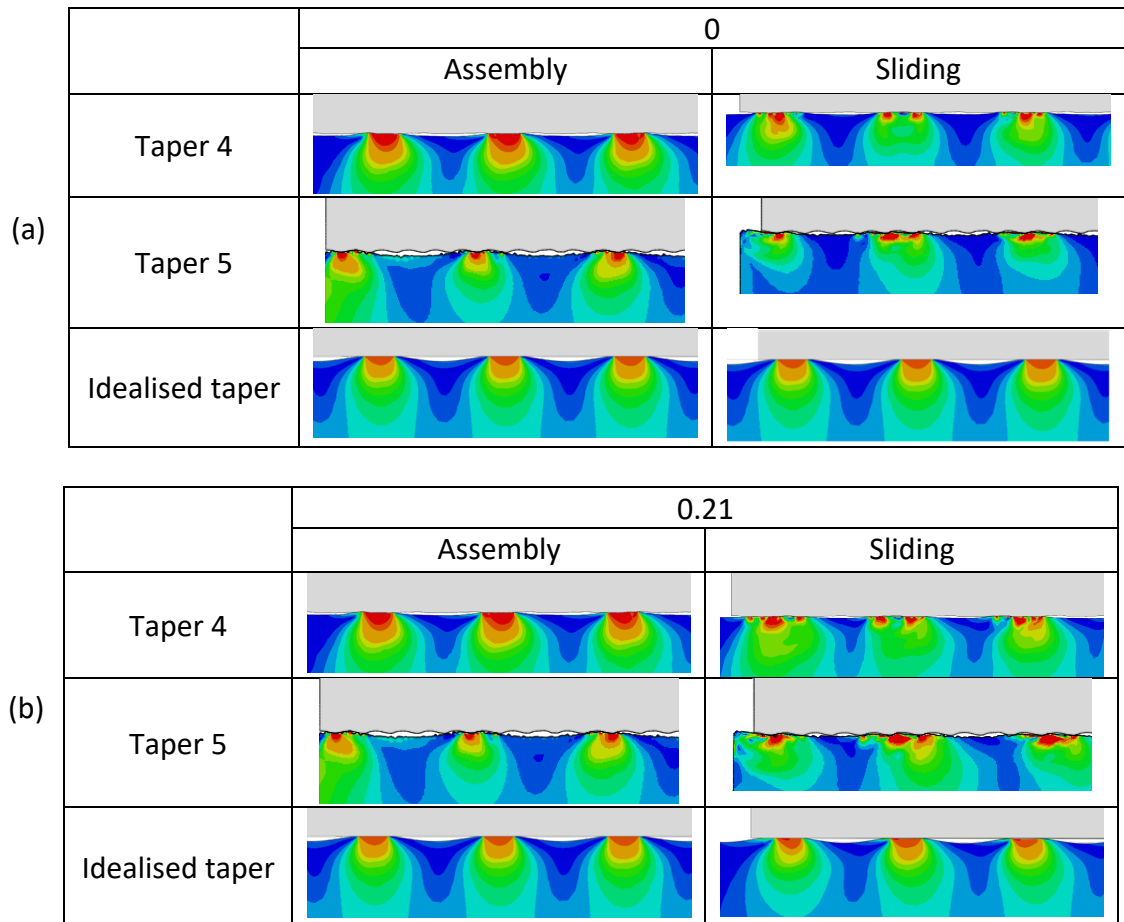 0
Assembly Sliding
Taper 4
(a)
Taper 5
Idealised taper
0.21
Assembly Sliding
Taper 4
(b)
Taper 5
Idealised taper